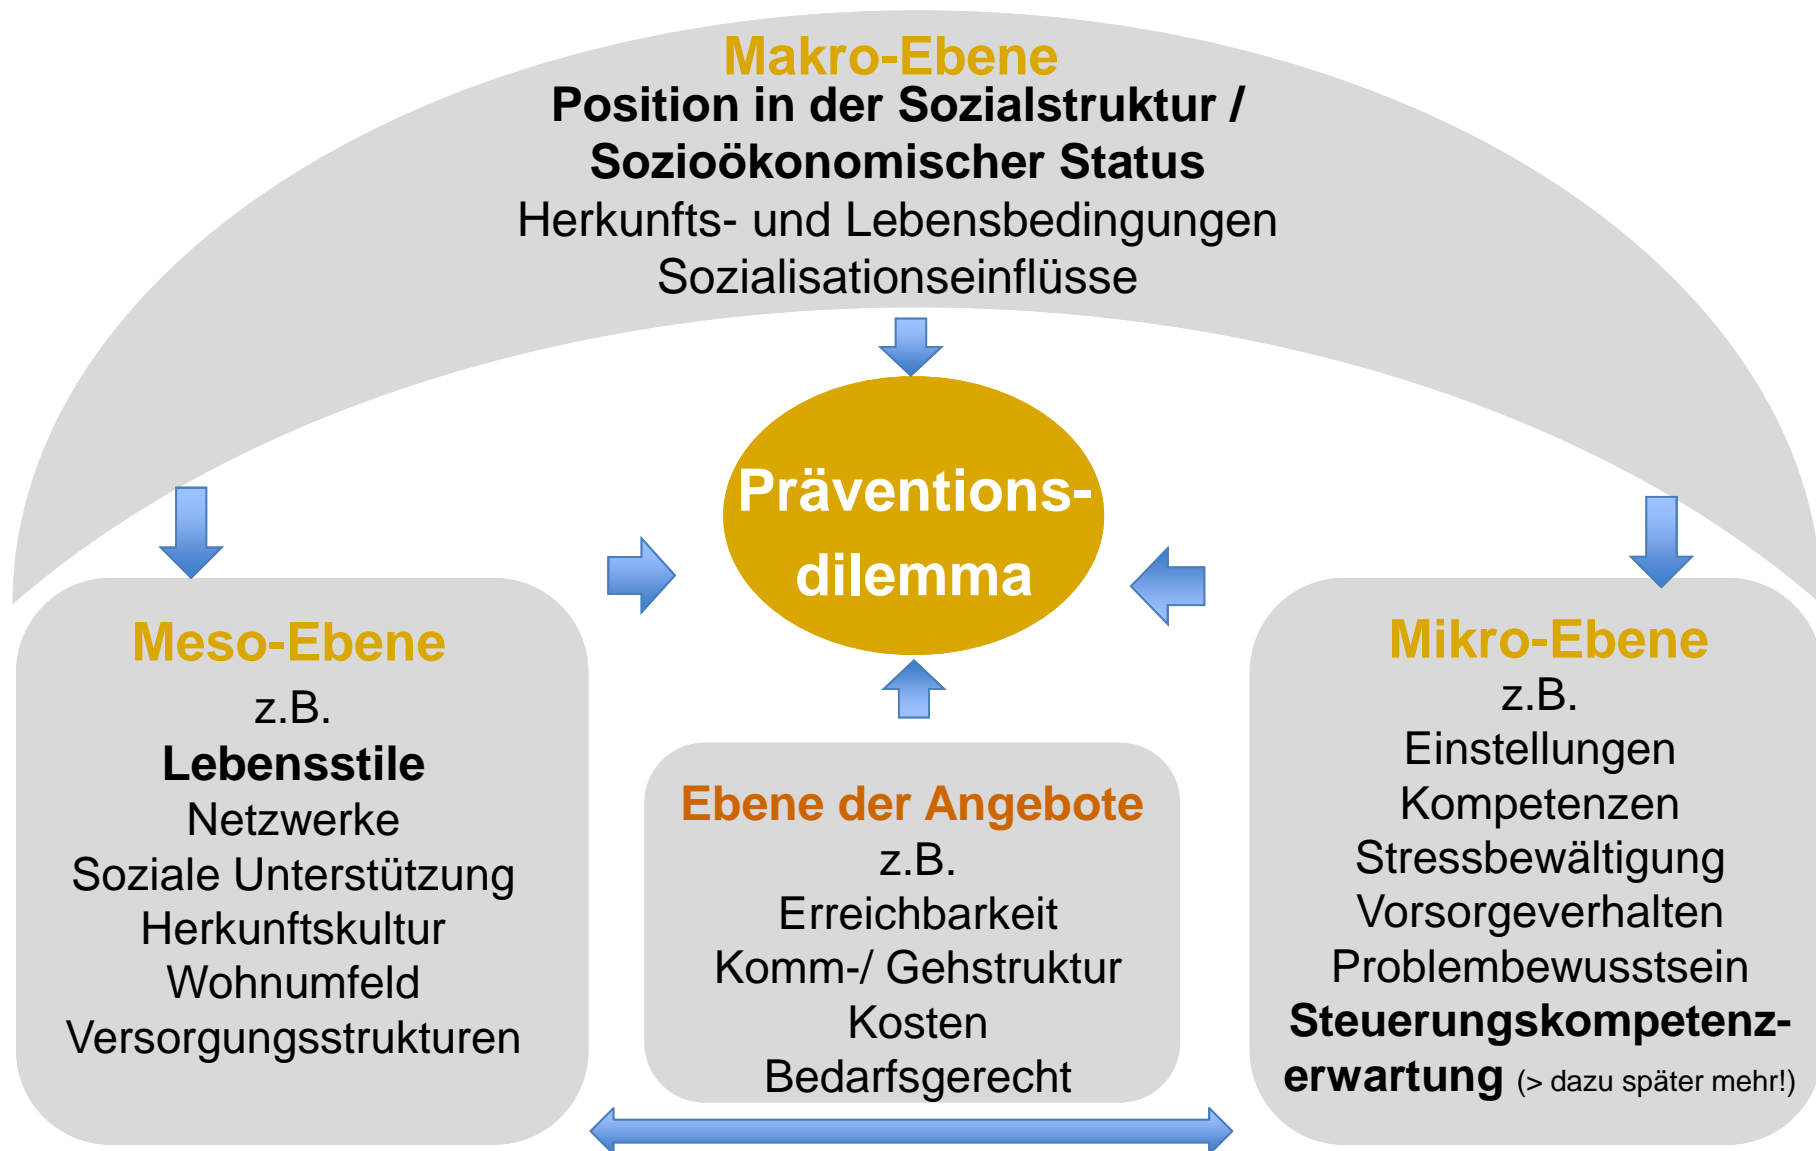 Makro-Ebene
Position in der Sozialstruktur /
Sozioökonomischer Status
Herkunfts- und Lebensbedingungen
Sozialisationseinflüsse
Präventions-
dilemma
Meso-Ebene
z.B.
Lebensstile
Netzwerke
Soziale Unterstützung
Herkunftskultur
Wohnumfeld
Versorgungsstrukturen
Ebene der Angebote
z.B.
Erreichbarkeit
Komm-/ Gehstruktur
Kosten
Bedarfsgerecht
Mikro-Ebene
z.B.
Einstellungen
Kompetenzen
Stressbewältigung
Vorsorgeverhalten
Problembewusstsein
Steuerungskompetenz-
erwartung (> dazu später mehr!)